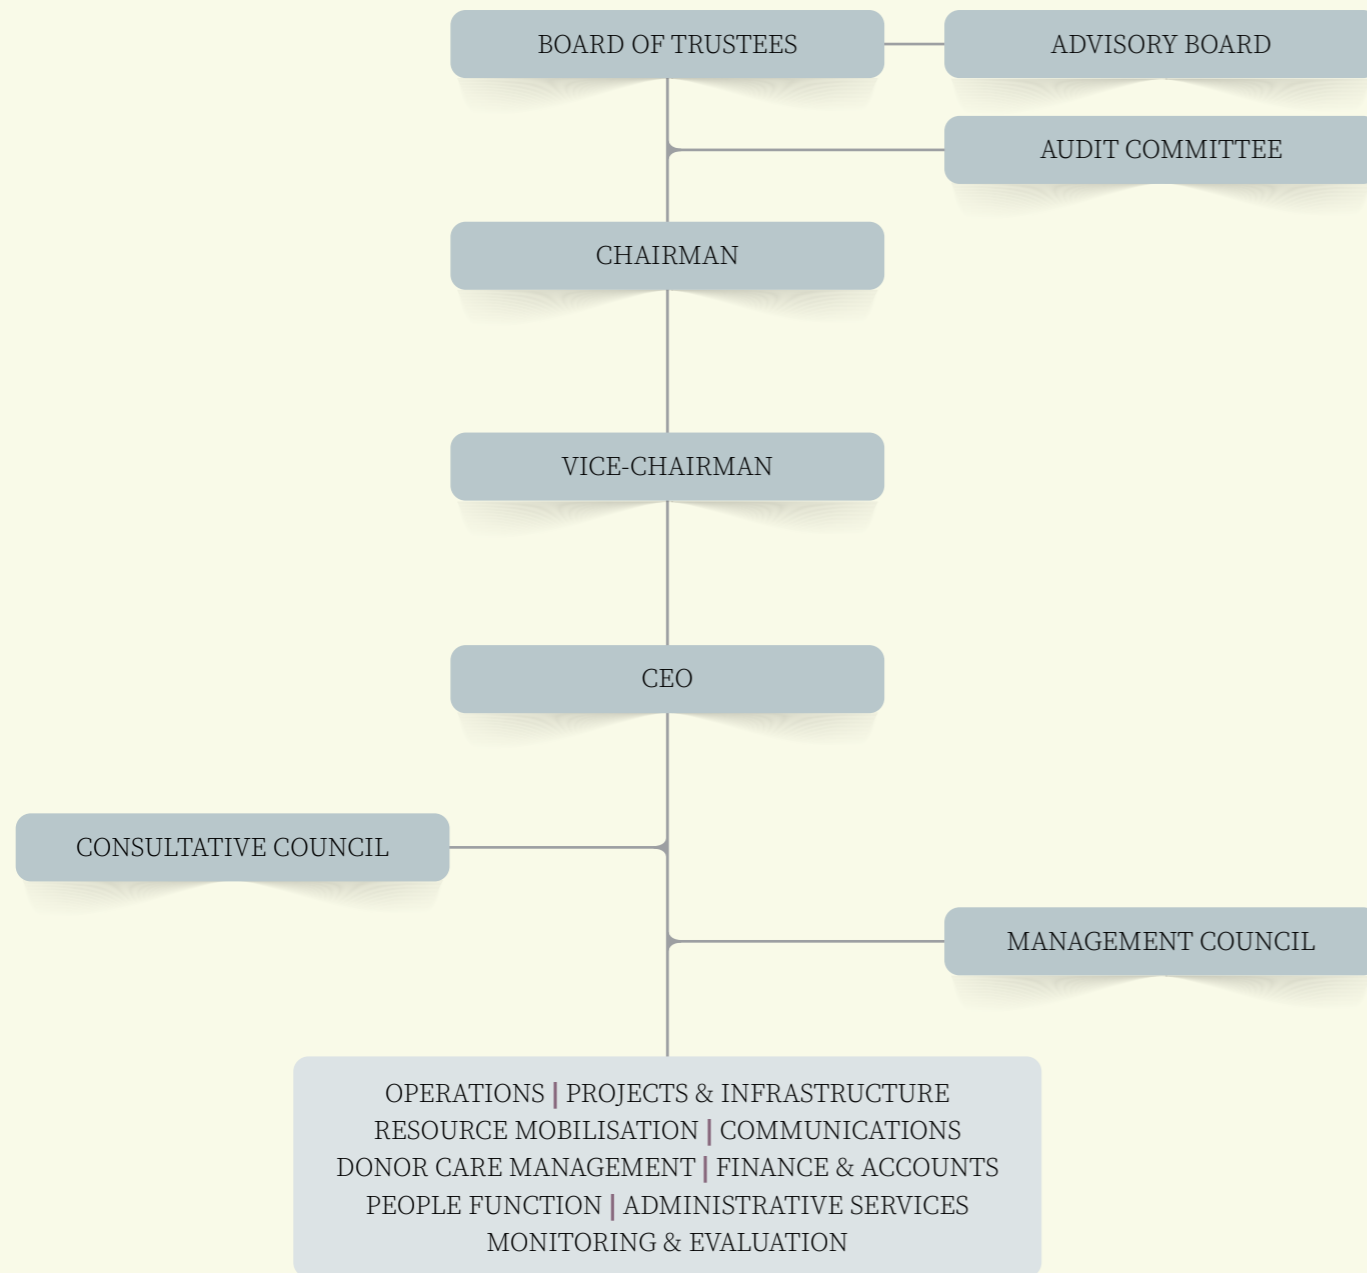 BOARD OF TRUSTEES
ADVISORY BOARD
AUDIT COMMITTEE
CHAIRMAN
VICE-CHAIRMAN
CEO
CONSULTATIVE COUNCIL
MANAGEMENT COUNCIL
OPERATIONS | PROJECTS & INFRASTRUCTURE
RESOURCE MOBILISATION | COMMUNICATIONS
DONOR CARE MANAGEMENT | FINANCE & ACCOUNTS
PEOPLE FUNCTION | ADMINISTRATIVE SERVICES
MONITORING & EVALUATION